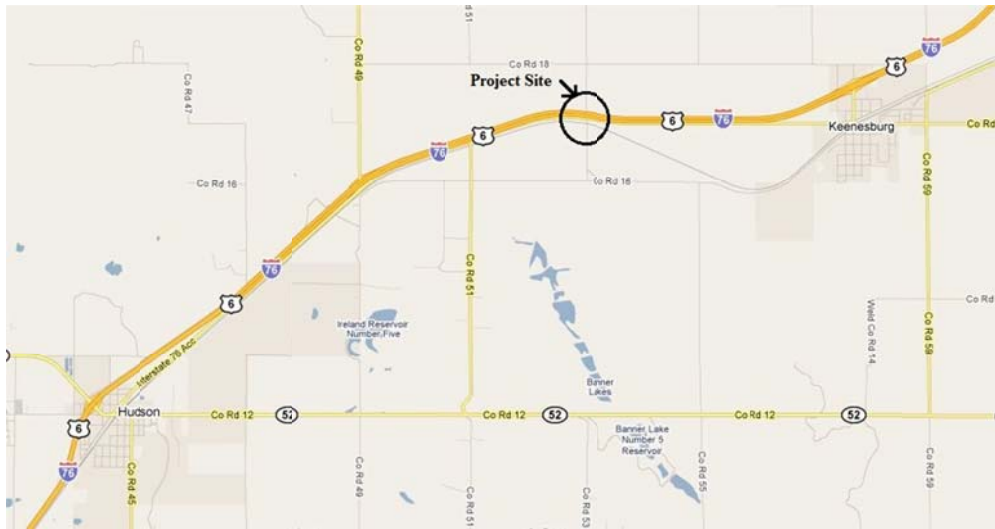 Co Rd 51
Co Rd 49
Co Rd 18
Project Site
76
6
Co Rd 47
6
76
6
Keenesburg
76
Co Rd
Co Rd 16
Co Rd 16
Co Rd 59
76
Co Rd 51
6
Co Rd
Ireland Reservoir
Number Five
Weld Co Rd 14
Co Rd 59
Interstate 76 Acc
Binner
Lakes
Hudson
Co Rd 12
52
Co Rd 12
52
Co Rd 12
52
6
Banner Lake
Number 5
Reservoir
76
Co Rd 45
Co Rd 49
Co Rd 51
Co Rd 53
Co Rd 55
Co Rd 59